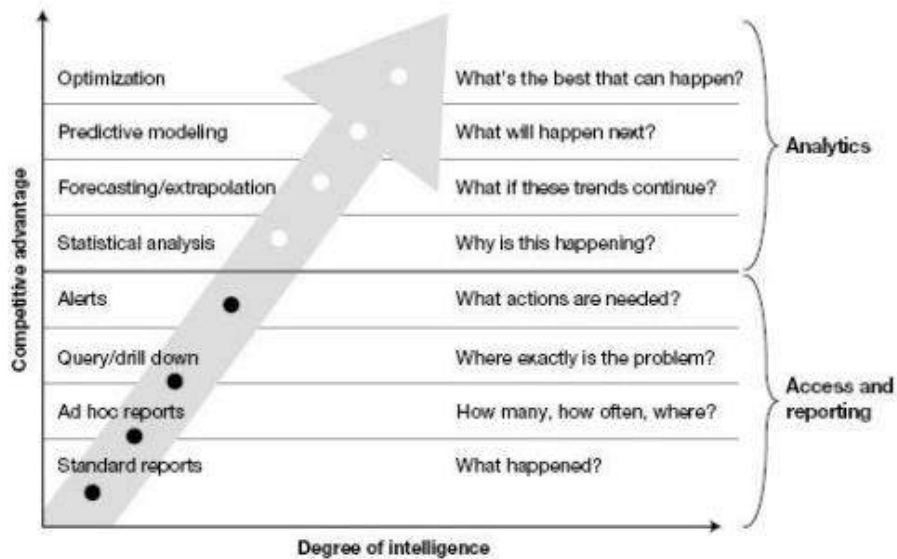 Competitive advantage
Optimization
What's the best that can happen?
Predictive modeling
What will happen next?
Forecasting/extrapolation
What if these trends continue?
Statistical analysis
Why is this happening?
Analytics
Alerts
What actions are needed?
Query/drill down
Where exactly is the problem?
Ad hoc reports
How many, how often, where?
Standard reports
What happened?
Access and
reporting
Degree of intelligence